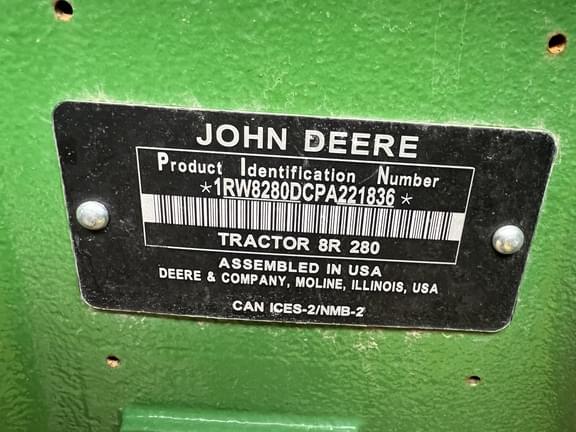 JOHN DEERE
Product Identification Number
*1RW8280DCPA221836*
TRACTOR 8R 280
ASSEMBLED IN USA
DEERE & COMPANY, MOLINE, ILLINOIS, USA
CAN ICES-2/NMB-2